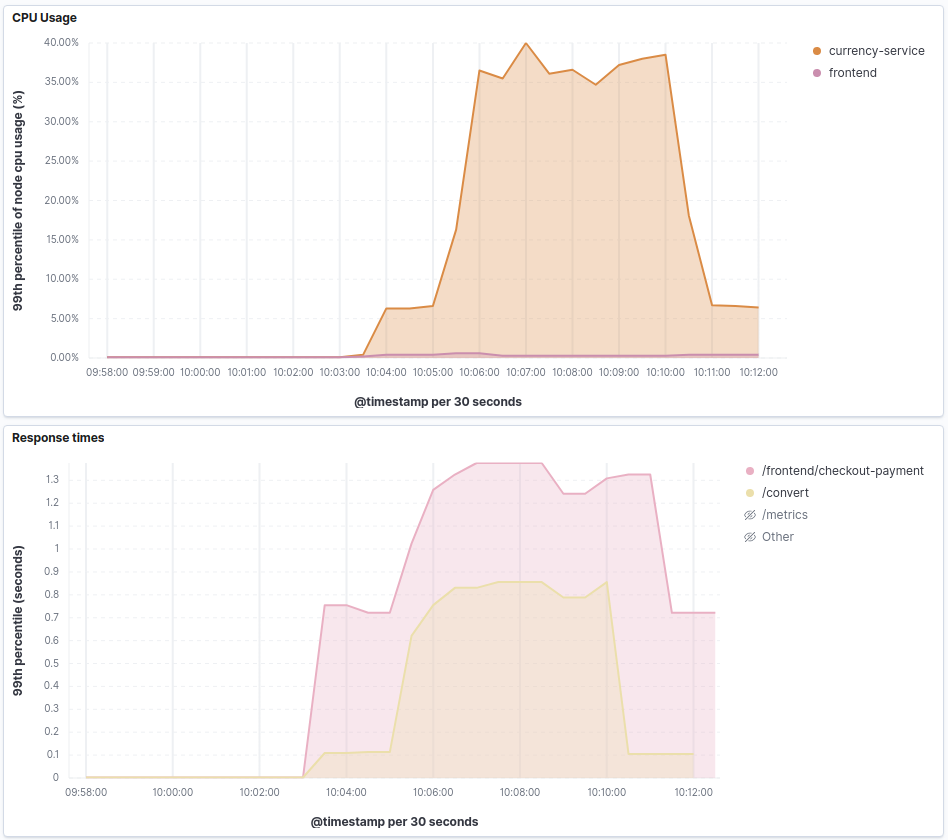 CPU Usage
99th percentile of node cpu usage (%)
40.00%
35.00%
30.00%
25.00%
20.00%
15.00%
10.00%
5.00%
0.00%
09:58:00 09:59:00 10:00:00 10:01:00 10:02:00 10:03:00 10:04:00 10:05:00 10:06:00 10:07:00 10:08:00 10:09:00 10:10:00 10:11:00 10:12:00
@timestamp per 30 seconds
currency-service
frontend
Response times
99th percentile (seconds)
1.3
1.2
1.1
1
0.9
0.8
0.7
0.6
0.5
0.4
0.3
0.2
0.1
0
09:58:00 10:00:00 10:02:00 10:04:00 10:06:00 10:08:00 10:10:00 10:12:00
@timestamp per 30 seconds
/frontend/checkout-payment
/convert
/metrics
Other